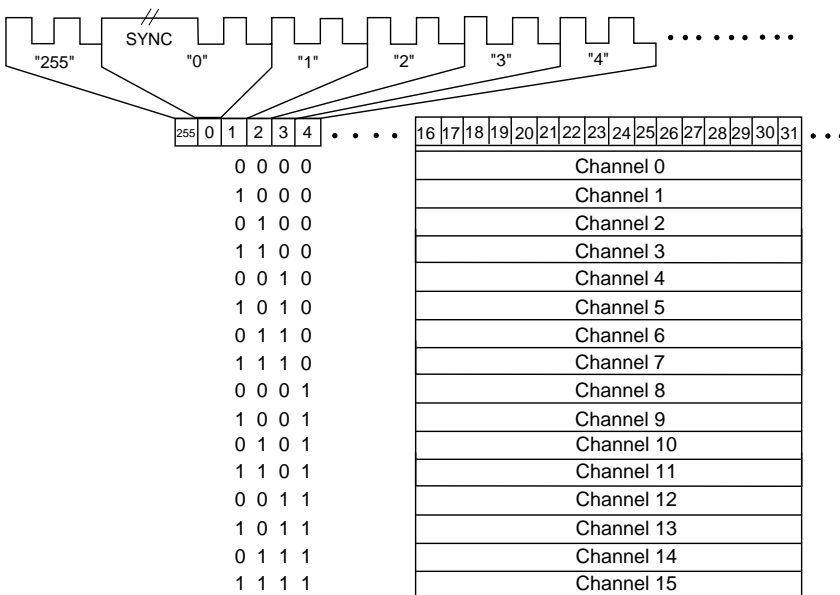 SYNC
"255" "0" "1" "2" "3" "4" • • • • • • • • •
255 0 1 2 3 4 • • • • 16 17 18 19 20 21 22 23 24 25 26 27 28 29 30 31 • • •
0 0 0 0 Channel 0
1 0 0 0 Channel 1
0 1 0 0 Channel 2
1 1 0 0 Channel 3
0 0 1 0 Channel 4
1 0 1 0 Channel 5
0 1 1 0 Channel 6
1 1 1 0 Channel 7
0 0 0 1 Channel 8
1 0 0 1 Channel 9
0 1 0 1 Channel 10
1 1 0 1 Channel 11
0 0 1 1 Channel 12
1 0 1 1 Channel 13
0 1 1 1 Channel 14
1 1 1 1 Channel 15